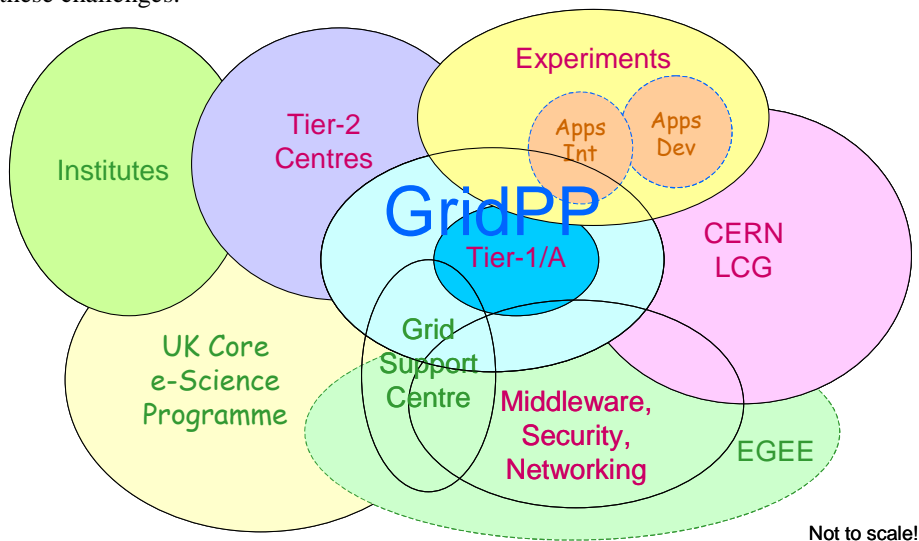 these challenges.
Experiments
Apps
Int
Apps
Dev
Tier-2
Centres
Institutes
GridPP
Tier-1/A
CERN
LCG
Grid
Support
Centre
UK Core
e-Science
Programme
Middleware,
Security,
Networking
EGEE
Not to scale!